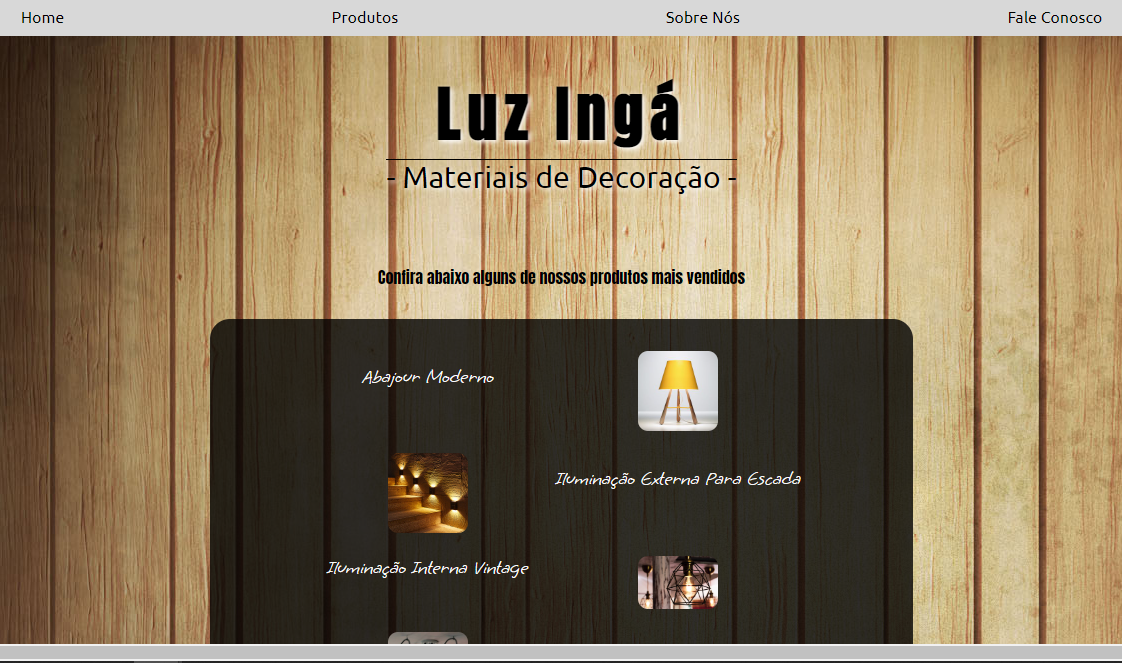 Home Produtos Sobre Nós Fale Conosco
Luz Ingá
- Materiais de Decoração -
Confira abaixo alguns de nossos produtos mais vendidos
Abajour Moderno
Iluminação Externa Para Escada
Iluminação Interna Vintage